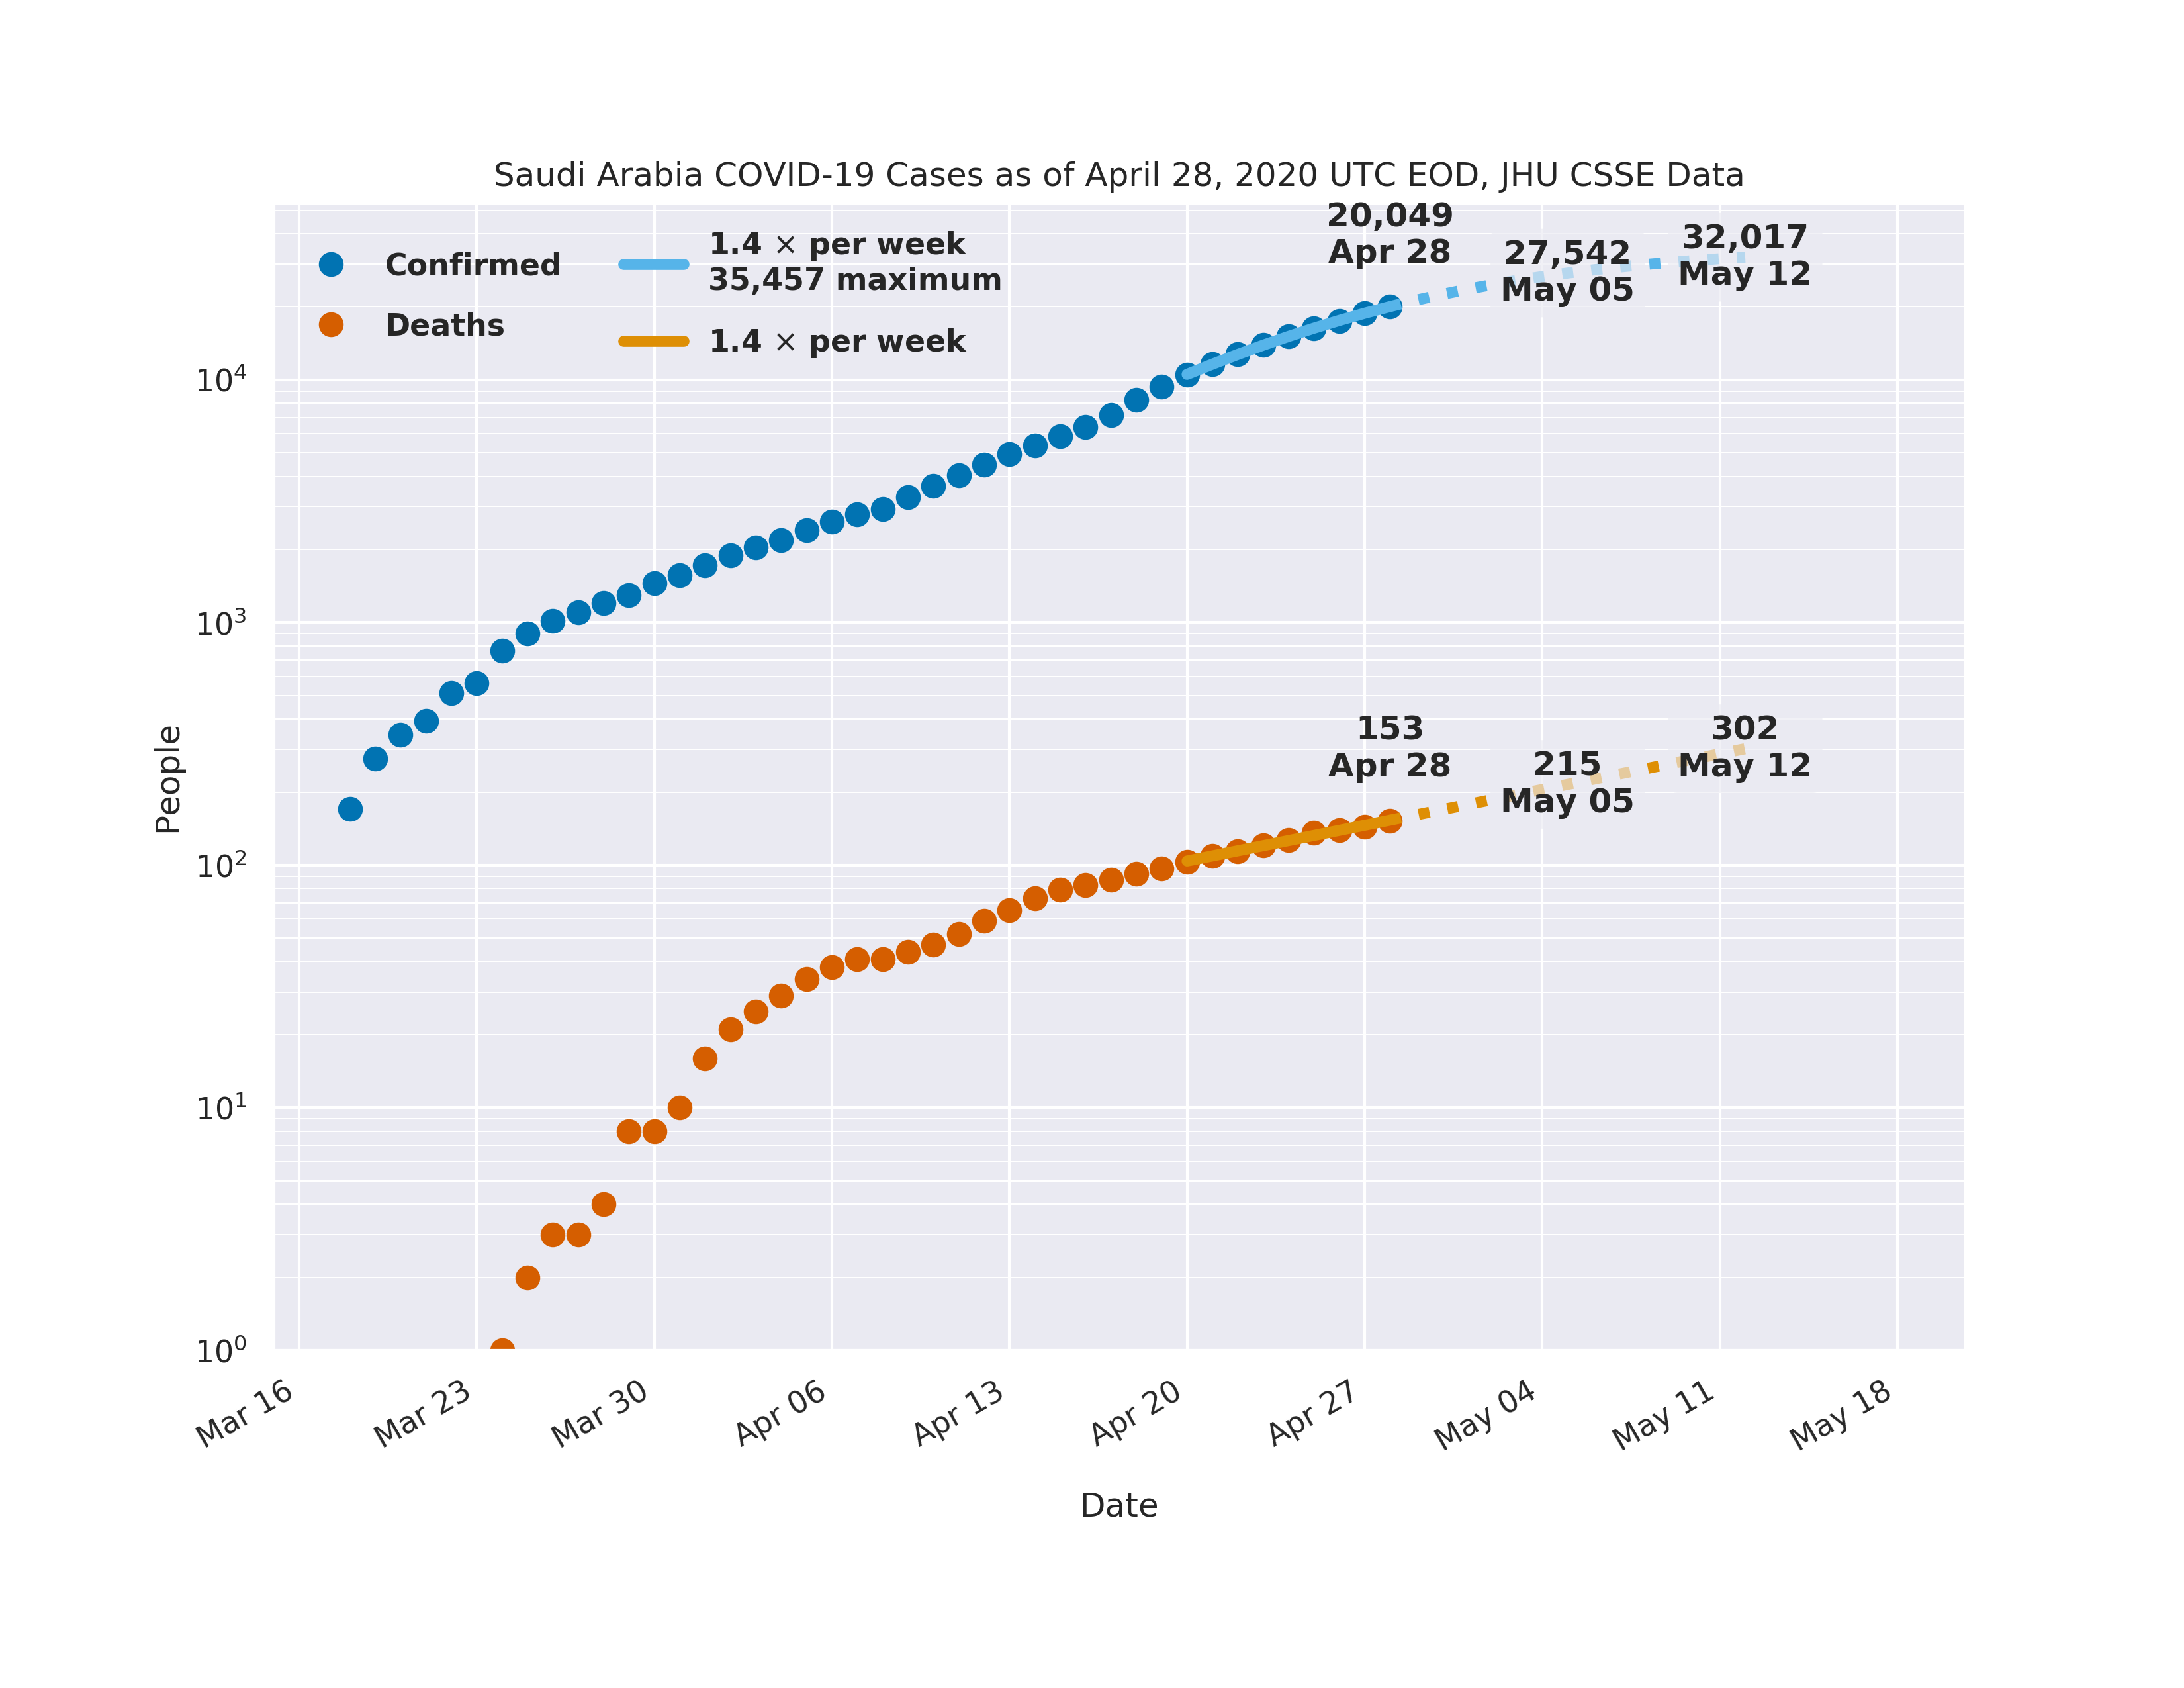 Saudi Arabia COVID-19 Cases as of April 28, 2020 UTC EOD, JHU CSSE Data
Confirmed
Deaths
1.4 × per week
35,457 maximum
1.4 × per week
20,049
Apr 28
27,542
May 05
32,017
May 12
153
Apr 28
215
May 05
302
May 12
People
10⁴
10³
10²
10¹
10⁰
Mar 16
Mar 23
Mar 30
Apr 06
Apr 13
Apr 20
Apr 27
May 04
May 11
May 18
Date